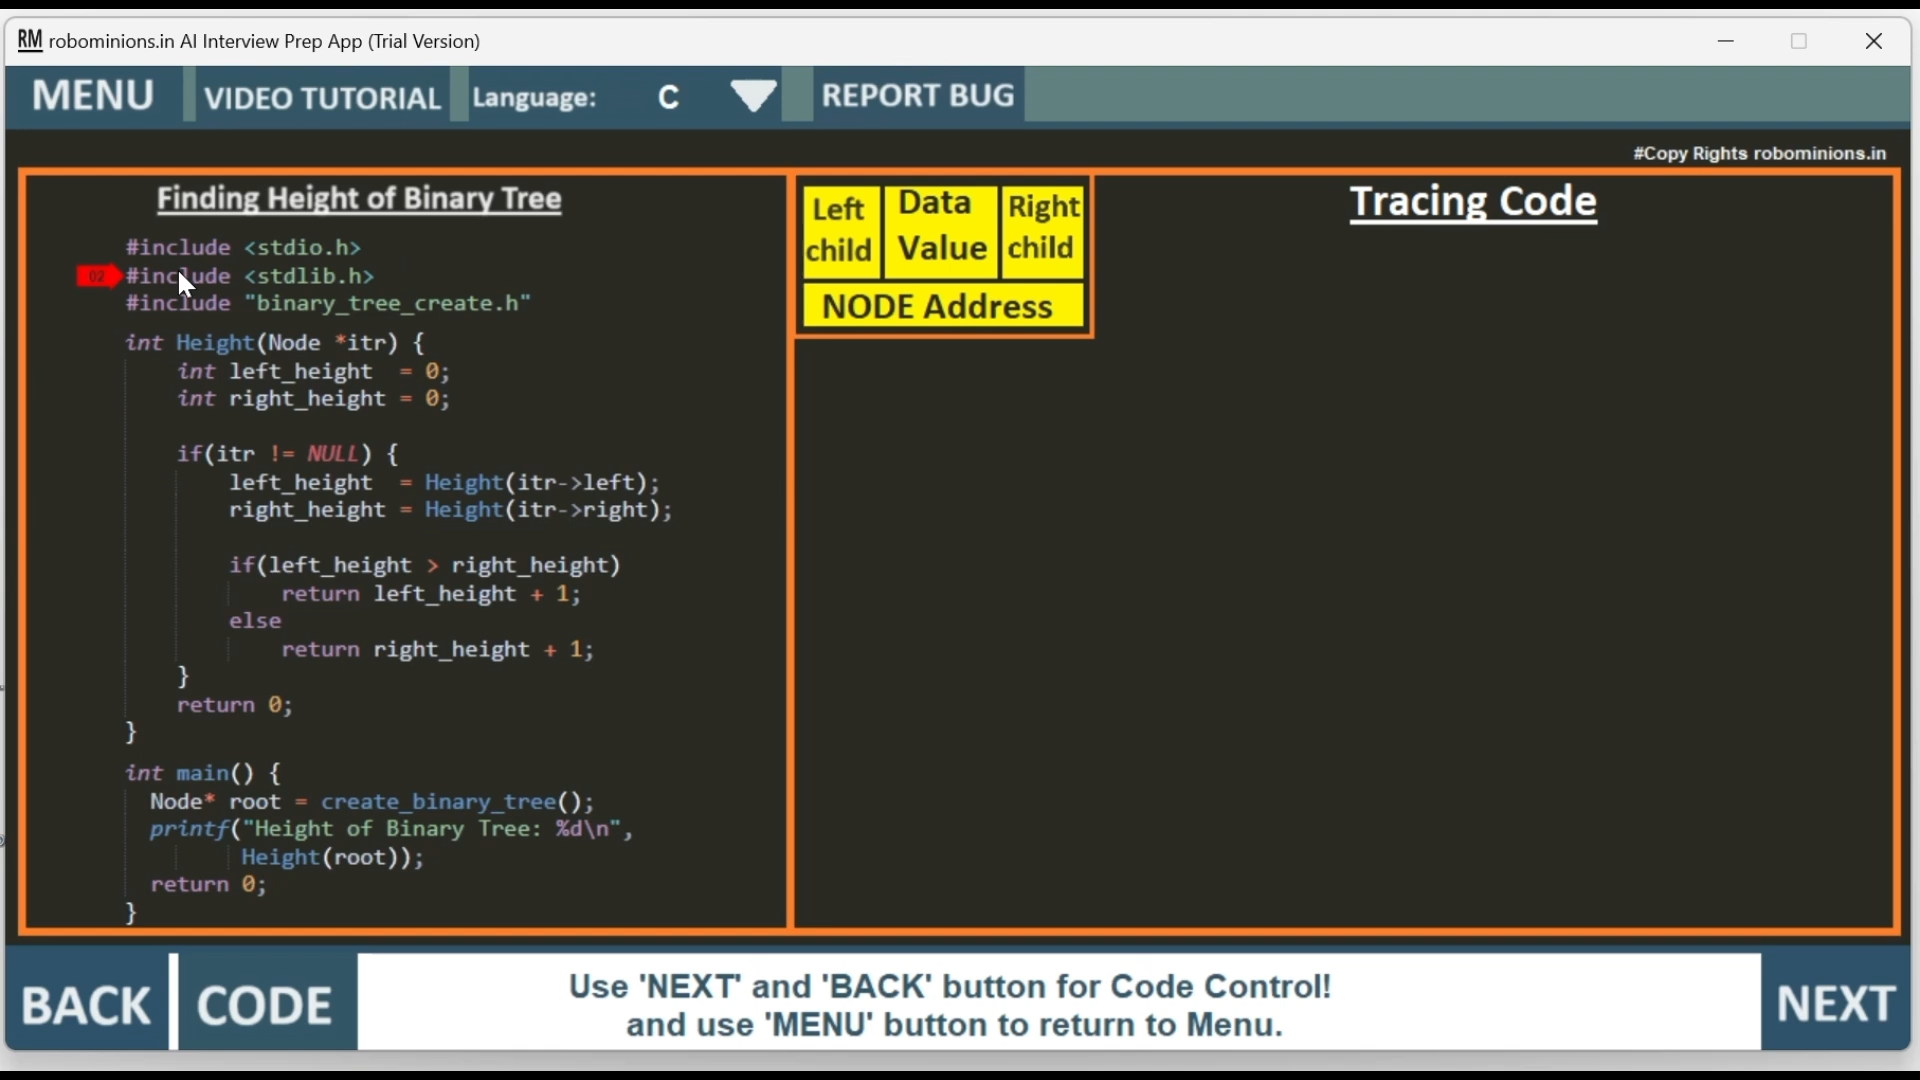 RM robominions.in AI Interview Prep App (Trial Version)
MENU VIDEO TUTORIAL Language: C REPORT BUG
#Copy Rights robominions.in
Finding Height of Binary Tree
#include <stdio.h>
02 #include <stdlib.h>
#include "binary_tree_create.h"
int Height(Node *itr) {
int left_height = 0;
int right_height = 0;
if(itr != NULL) {
left_height = Height(itr->left);
right_height = Height(itr->right);
if(left_height > right_height)
return left_height + 1;
else
return right_height + 1;
}
return 0;
}
int main() {
Node* root = create_binary_tree();
printf("Height of Binary Tree: %d\n",
Height(root));
return 0;
}
Left child
Data Value
Right child
NODE Address
Tracing Code
BACK CODE
Use 'NEXT' and 'BACK' button for Code Control!
and use 'MENU' button to return to Menu.
NEXT